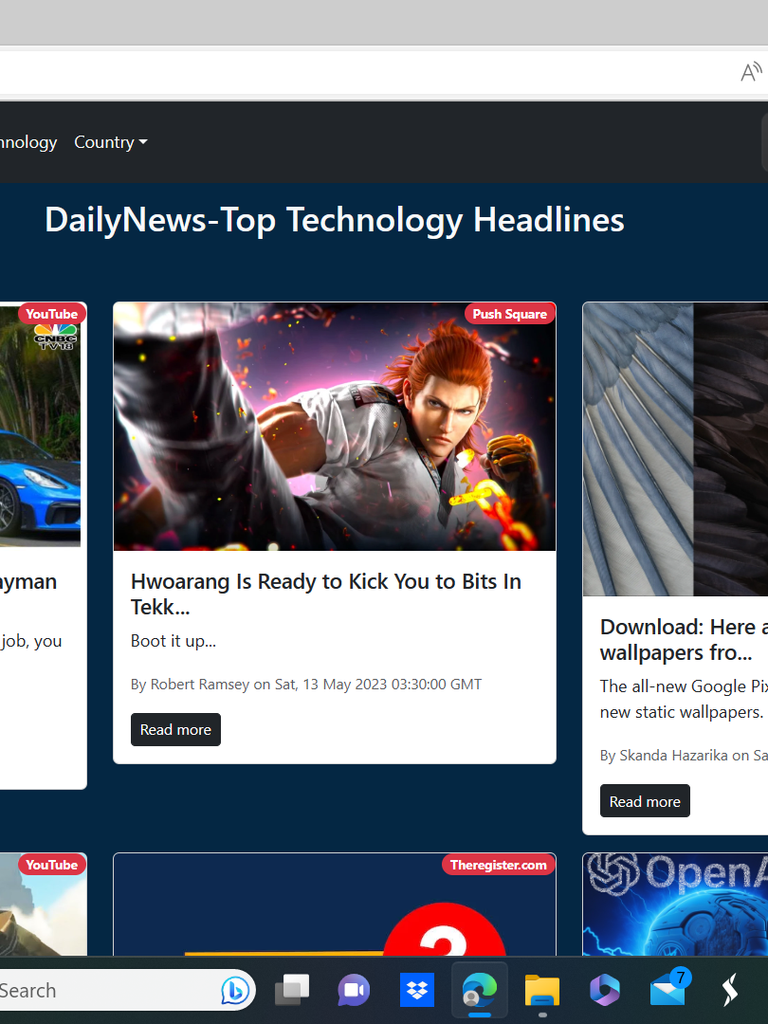 hnology Country
DailyNews-Top Technology Headlines
YouTube
CNBC
TV18
ayman
job, you
Push Square
Hwoarang Is Ready to Kick You to Bits In
Tekk...
Boot it up...
By Robert Ramsey on Sat, 13 May 2023 03:30:00 GMT
Read more
Download: Here a
wallpapers fro...
The all-new Google Pix
new static wallpapers.
By Skanda Hazarika on Sa
Read more
YouTube
Theregister.com
?
OpenA
Search
7